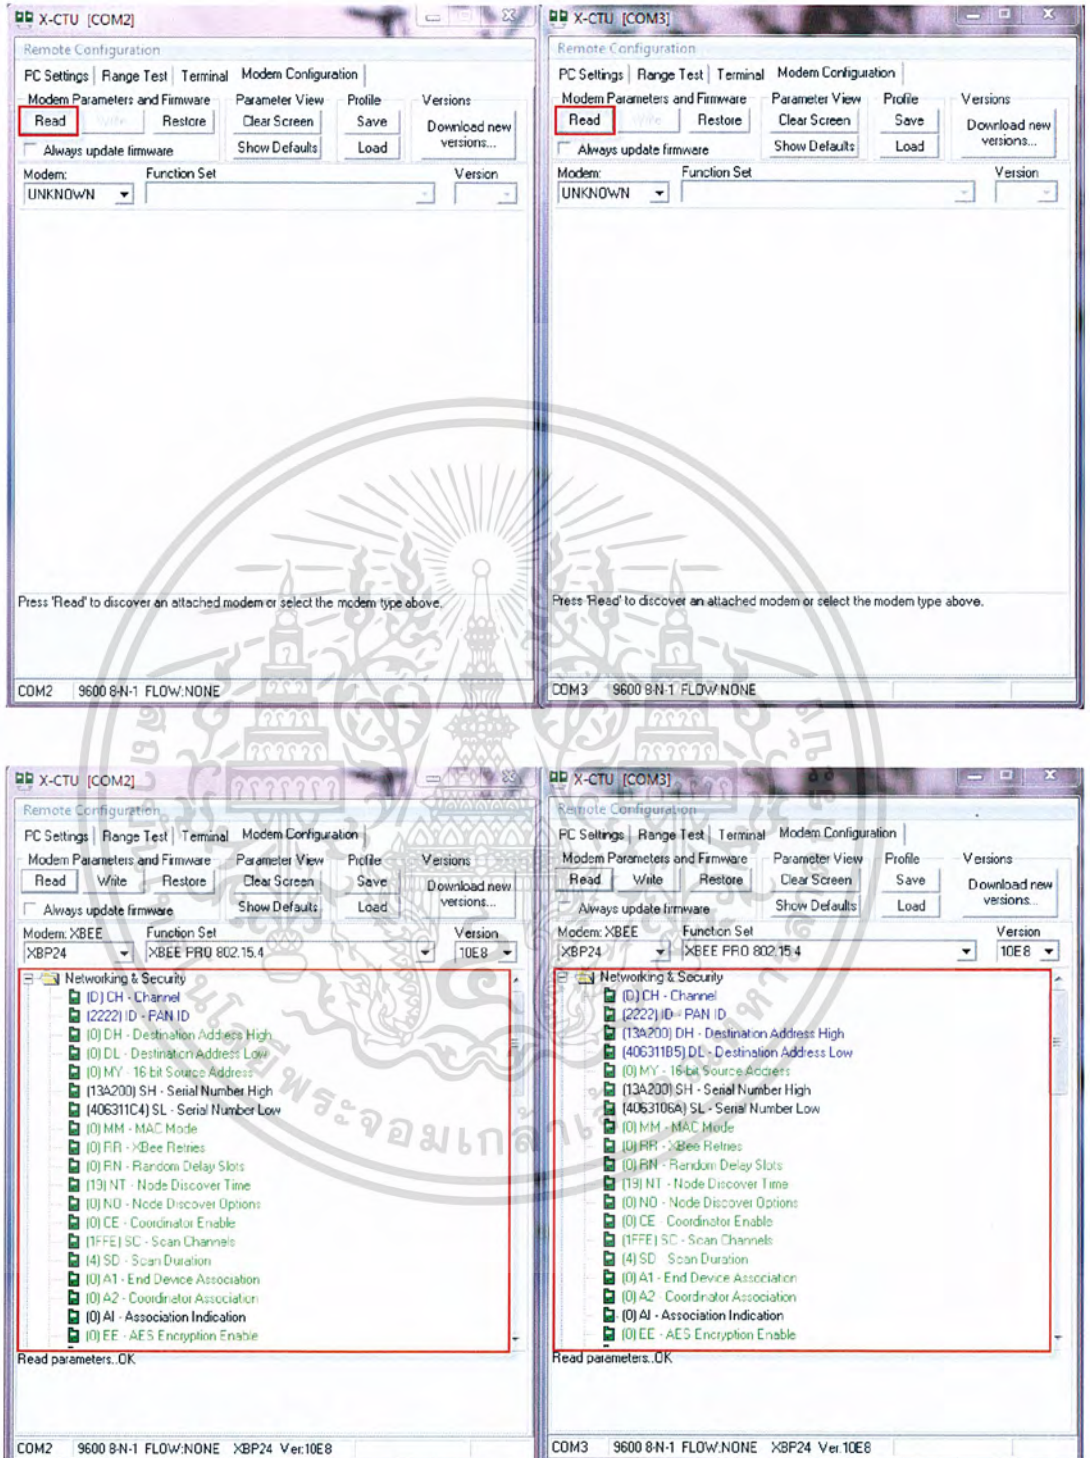 X-CTU [COM2]
Remote Configuration
PC Settings Range Test Terminal Modem Configuration
Modem Parameters and Firmware Parameter View Profile Versions
Read Write Restore Clear Screen Save Download new versions...
Always update firmware Show Defaults Load
Modem: Function Set Version
UNKNOWN
Press 'Read' to discover an attached modem or select the modem type above.
COM2 9600 8-N-1 FLOW:NONE
X-CTU [COM3]
Remote Configuration
PC Settings Range Test Terminal Modem Configuration
Modem Parameters and Firmware Parameter View Profile Versions
Read Write Restore Clear Screen Save Download new versions...
Always update firmware Show Defaults Load
Modem: Function Set Version
UNKNOWN
Press 'Read' to discover an attached modem or select the modem type above.
COM3 9600 8-N-1 FLOW:NONE
X-CTU [COM2]
Remote Configuration
PC Settings Range Test Terminal Modem Configuration
Modem Parameters and Firmware Parameter View Profile Versions
Read Write Restore Clear Screen Save Download new versions...
Always update firmware Show Defaults Load
Modem: XBEE Function Set Version
XBP24 XBEE PRO 802.15.4 10E8
Networking & Security
(D) CH - Channel
(2222) ID - PAN ID
(0) DH - Destination Address High
(0) DL - Destination Address Low
(0) MY - 16 bit Source Address
(13A200) SH - Serial Number High
(406311C4) SL - Serial Number Low
(0) MM - MAC Mode
(0) RR - XBee Retries
(0) RN - Random Delay Slots
(19) NT - Node Discover Time
(0) NO - Node Discover Options
(0) CE - Coordinator Enable
(1FFE) SC - Scan Channels
(4) SD - Scan Duration
(0) A1 - End Device Association
(0) A2 - Coordinator Association
(0) AI - Association Indication
(0) EE - AES Encryption Enable
Read parameters..OK
COM2 9600 8-N-1 FLOW:NONE XBP24 Ver:10E8
X-CTU [COM3]
Remote Configuration
PC Settings Range Test Terminal Modem Configuration
Modem Parameters and Firmware Parameter View Profile Versions
Read Write Restore Clear Screen Save Download new versions...
Always update firmware Show Defaults Load
Modem: XBEE Function Set Version
XBP24 XBEE PRO 802.15.4 10E8
Networking & Security
(D) CH - Channel
(2222) ID - PAN ID
(13A200) DH - Destination Address High
(406311B5) DL - Destination Address Low
(0) MY - 16 bit Source Address
(13A200) SH - Serial Number High
(4063106A) SL - Serial Number Low
(0) MM - MAC Mode
(0) RR - XBee Retries
(0) RN - Random Delay Slots
(19) NT - Node Discover Time
(0) NO - Node Discover Options
(0) CE - Coordinator Enable
(1FFE) SC - Scan Channels
(4) SD - Scan Duration
(0) A1 - End Device Association
(0) A2 - Coordinator Association
(0) AI - Association Indication
(0) EE - AES Encryption Enable
Read parameters..OK
COM3 9600 8-N-1 FLOW:NONE XBP24 Ver:10E8